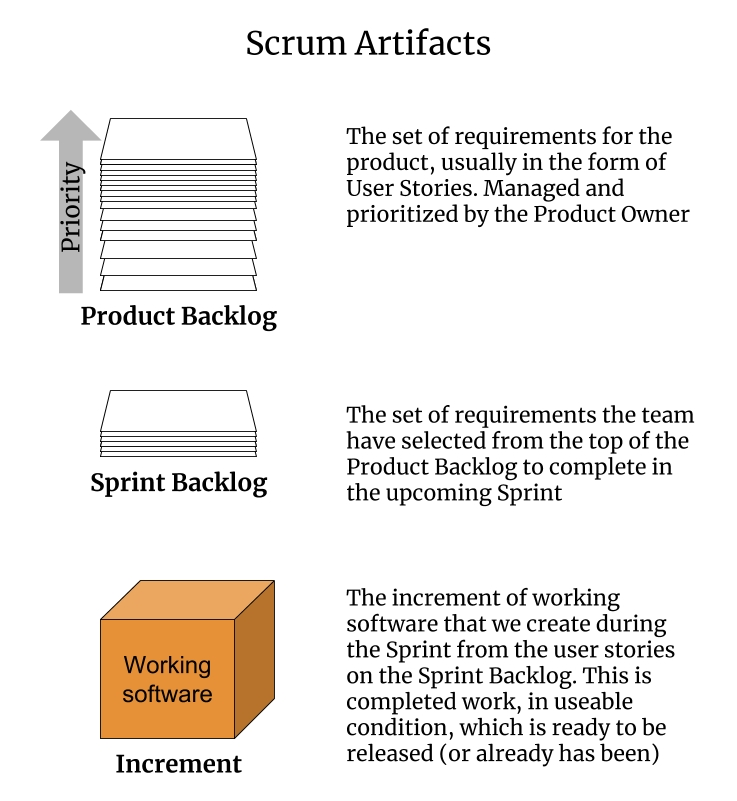 Scrum Artifacts
Priority
The set of requirements for the
product, usually in the form of
User Stories. Managed and
prioritized by the Product Owner
Product Backlog
The set of requirements the team
have selected from the top of the
Product Backlog to complete in
the upcoming Sprint
Sprint Backlog
The increment of working
software that we create during
the Sprint from the user stories
on the Sprint Backlog. This is
completed work, in useable
condition, which is ready to be
released (or already has been)
Working
software
Increment